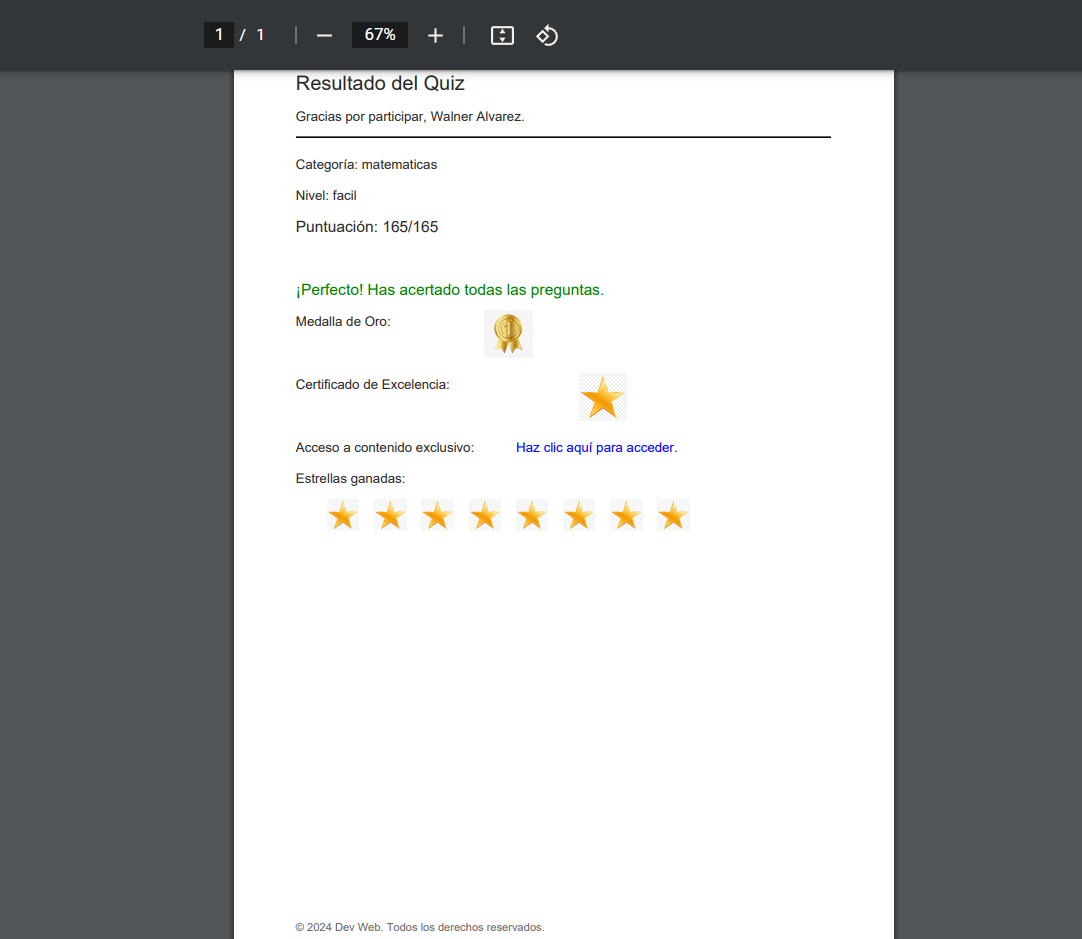 1 / 1 67%
Resultado del Quiz
Gracias por participar, Walner Alvarez.
Categoría: matematicas
Nivel: facil
Puntuación: 165/165
¡Perfecto! Has acertado todas las preguntas.
Medalla de Oro: 1
Certificado de Excelencia:
Acceso a contenido exclusivo: Haz clic aquí para acceder.
Estrellas ganadas:
© 2024 Dev Web. Todos los derechos reservados.